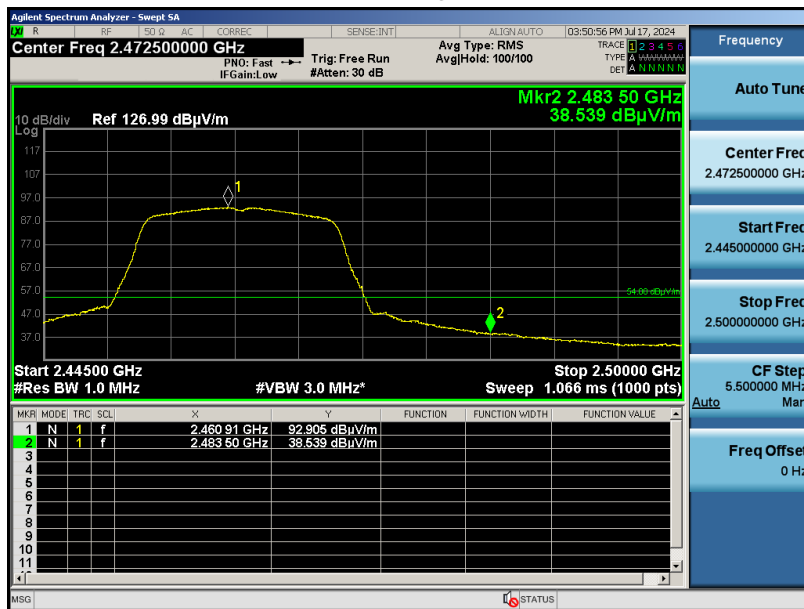 Agilent Spectrum Analyzer - Swept SA
LXI R RF 50 Ω AC CORREC SENSE:INT ALIGN AUTO 03:50:56 PM Jul 17, 2024
Center Freq 2.472500000 GHz Avg Type: RMS TRACE 1 2 3 4 5 6
PNO: Fast Trig: Free Run Avg|Hold: 100/100 TYPE A
IFGain:Low #Atten: 30 dB DET A N N N N N
Mkr2 2.483 50 GHz
10 dB/div Ref 126.99 dBµV/m 38.539 dBµV/m
Log
117
107
97.0
87.0
77.0
67.0
57.0
47.0
37.0
1
2
54.00 dBµV/m
Start 2.44500 GHz Stop 2.50000 GHz
#Res BW 1.0 MHz #VBW 3.0 MHz* Sweep 1.066 ms (1000 pts)
MKR MODE TRC SCL X Y FUNCTION FUNCTION WIDTH FUNCTION VALUE
1 N 1 f 2.460 91 GHz 92.905 dBµV/m
2 N 1 f 2.483 50 GHz 38.539 dBµV/m
3
4
5
6
7
8
9
10
11
MSG STATUS
Frequency
Auto Tune
Center Freq
2.472500000 GHz
Start Freq
2.445000000 GHz
Stop Freq
2.500000000 GHz
CF Step
5.500000 MHz
Auto Man
Freq Offset
0 Hz